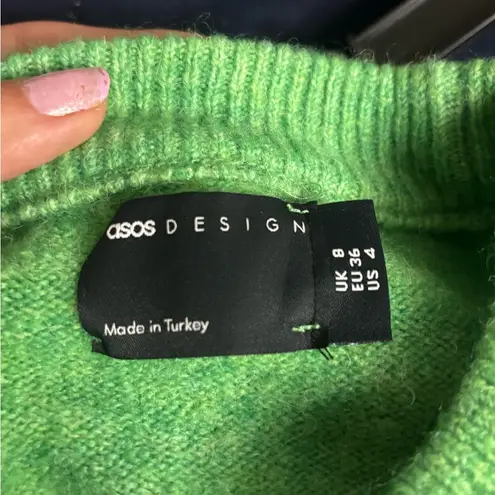 asos DESIGN
Made in Turkey
UK 8
EU 36
US 4